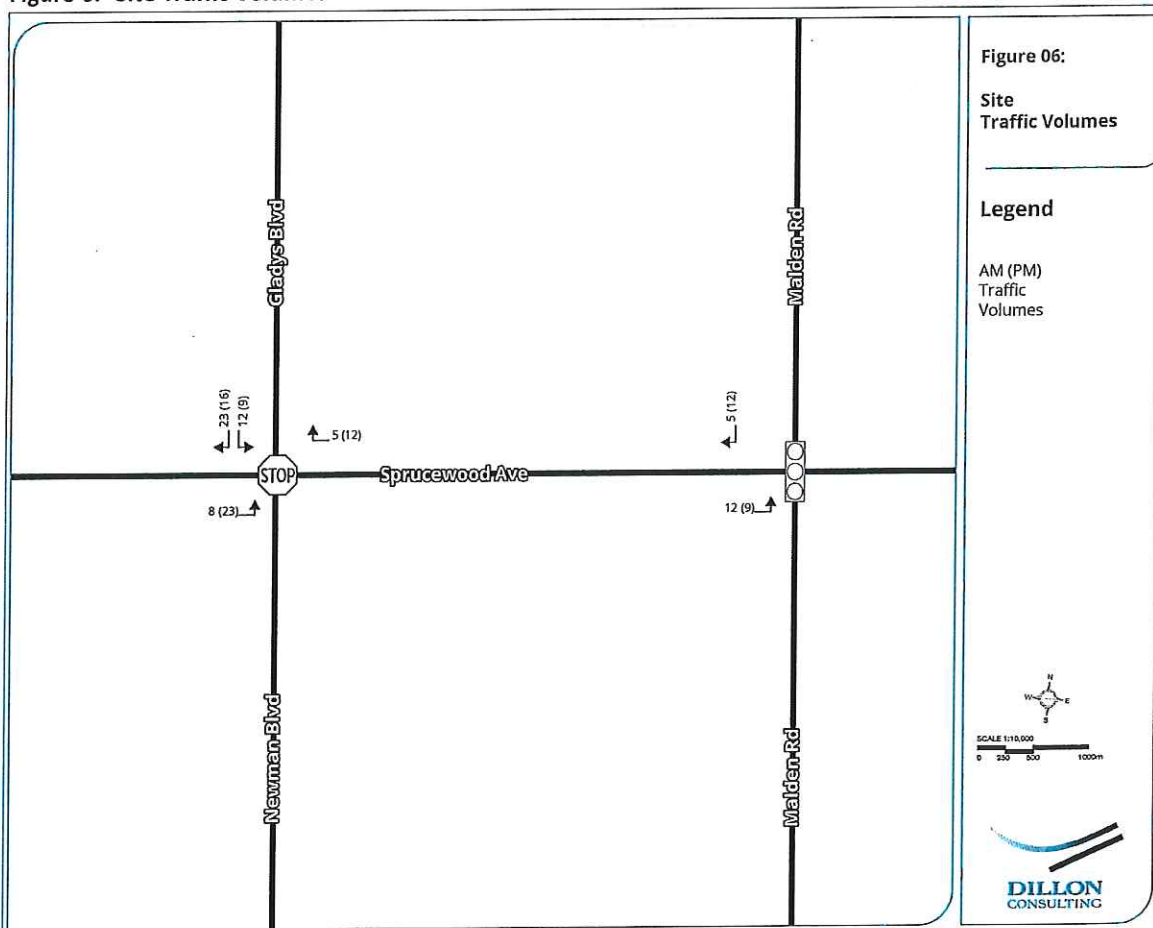 Figure 06:
Site
Traffic Volumes
Legend
AM (PM)
Traffic
Volumes
Gladys Blvd
Malden Rd
23 (16)
12 (9)
5 (12)
5 (12)
STOP
Sprucewood Ave
8 (23)
12 (9)
Newman Blvd
Malden Rd
N
W
E
S
SCALE 1:10,000
0 250 500 1000m
DILLON
CONSULTING